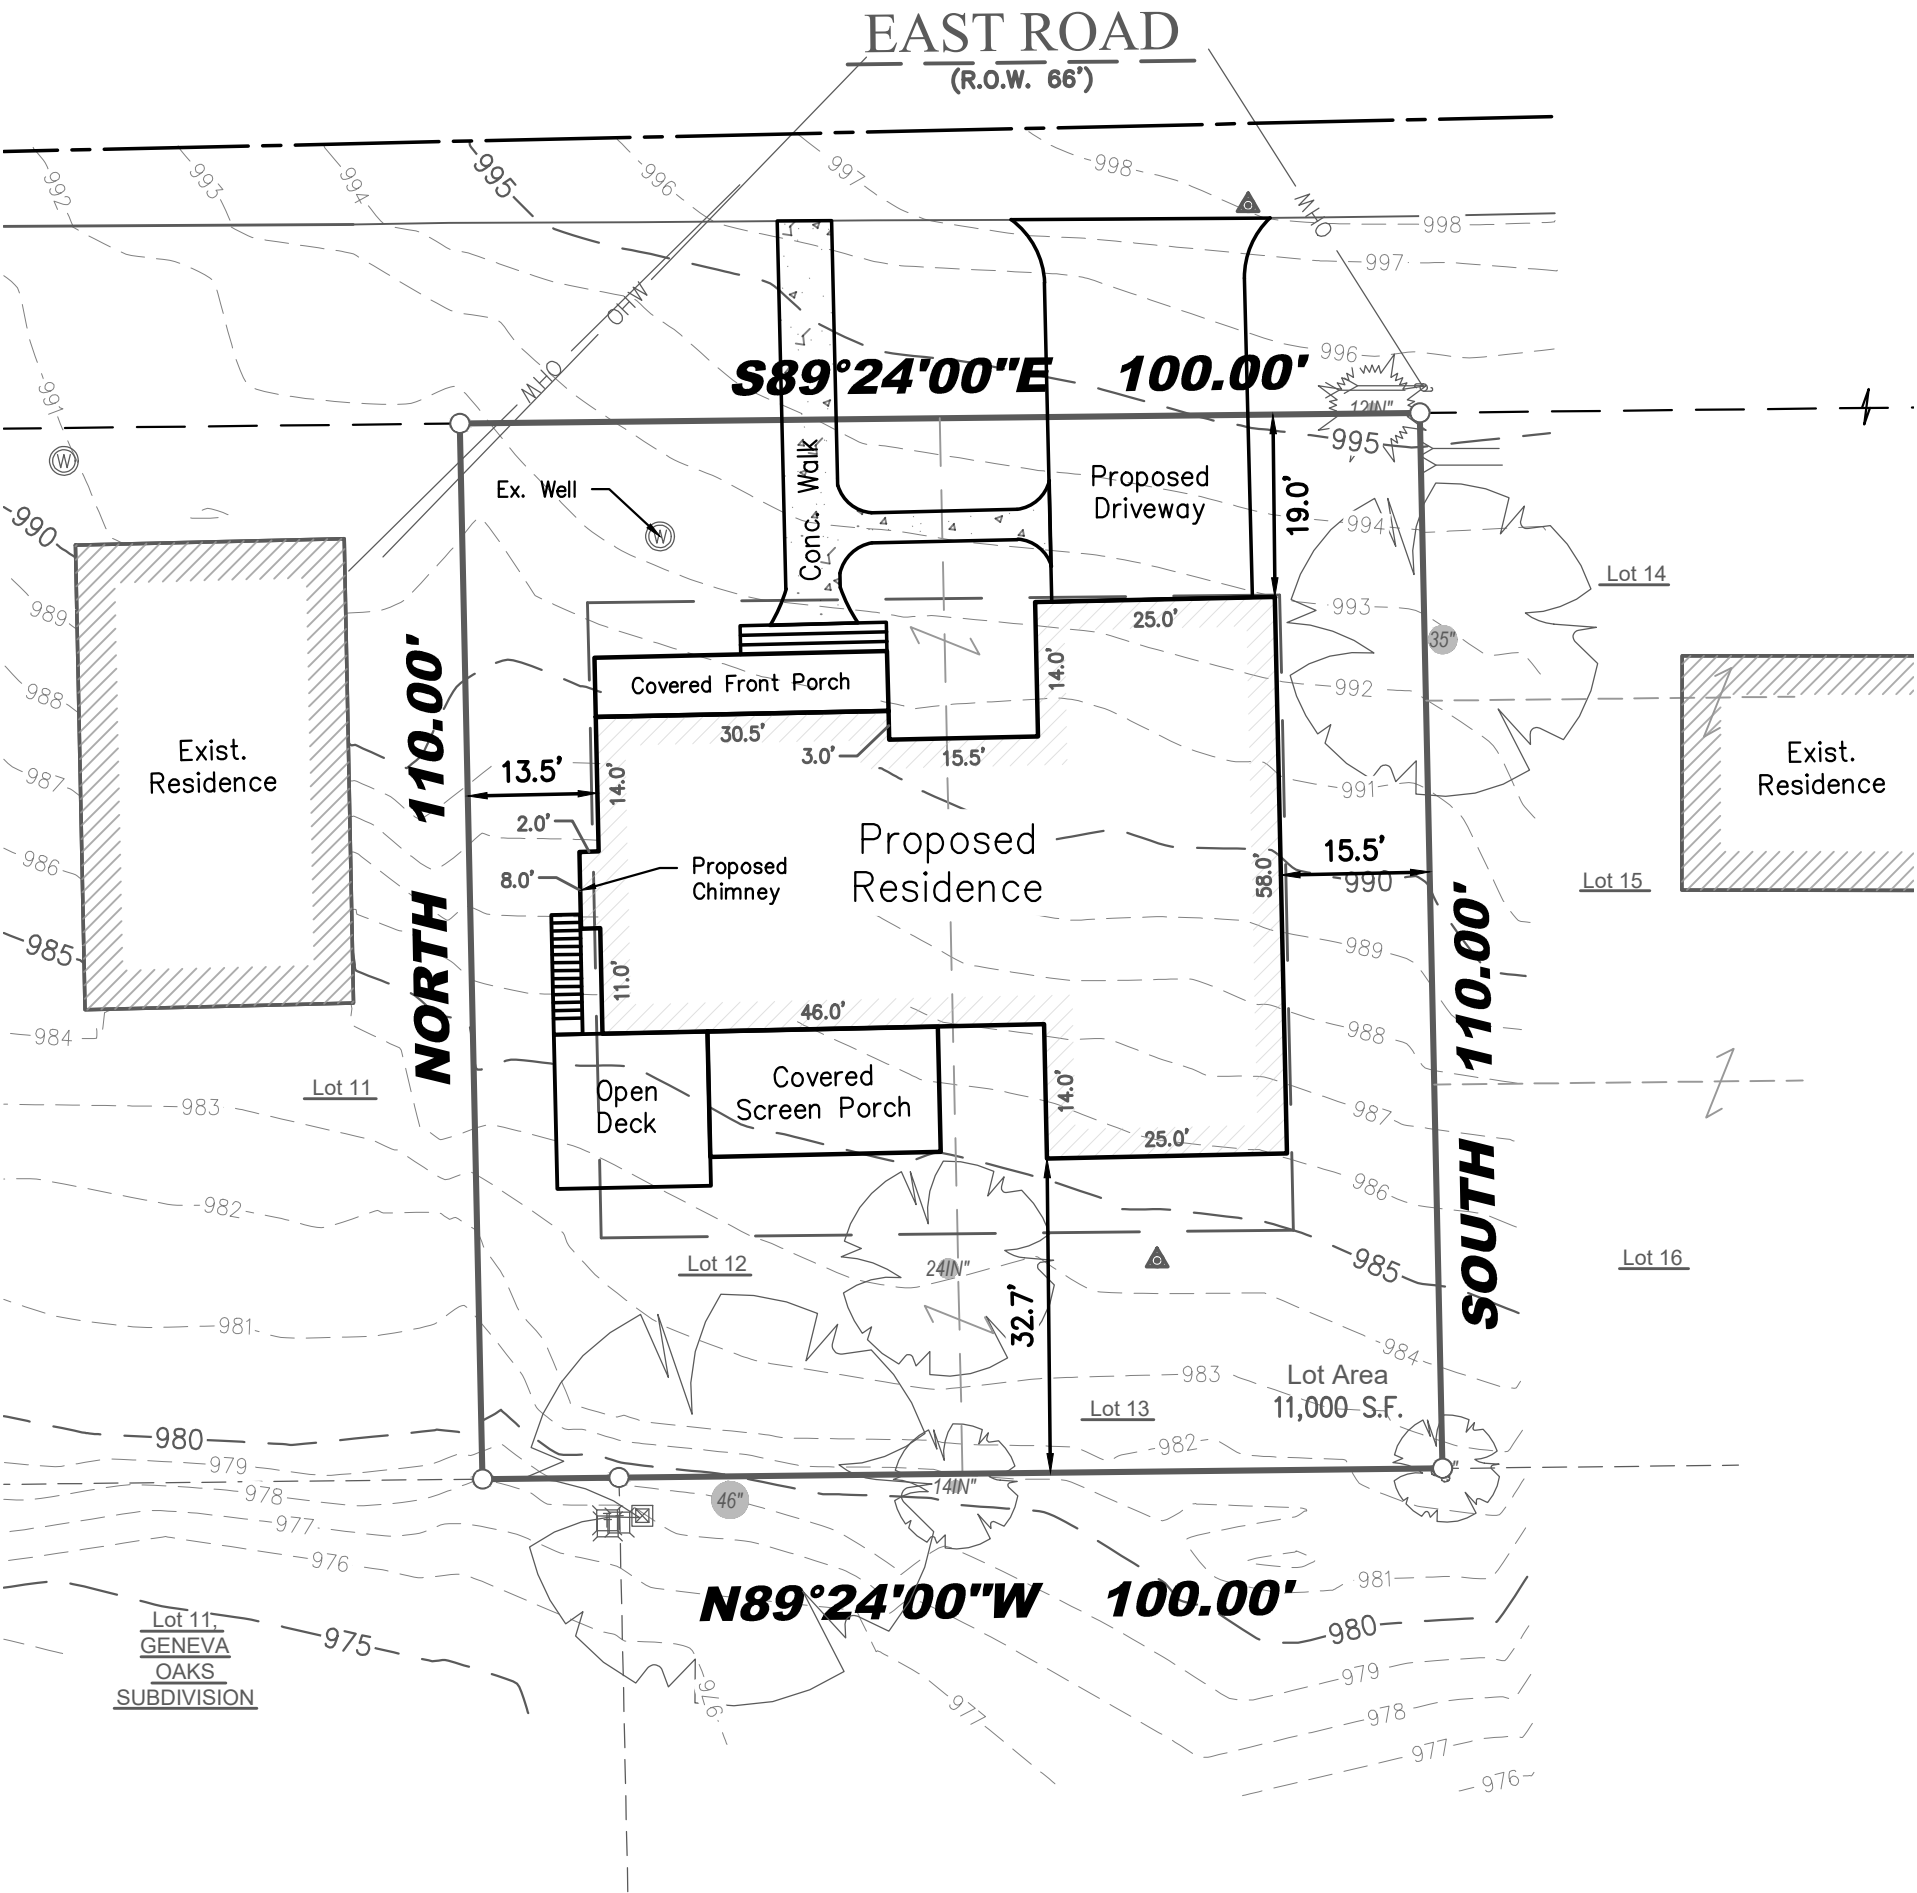 EAST ROAD
(R.O.W. 66')
992
993
994
995
996
997
998
998
997
996
OHW
OHW
OHW
S89°24'00"E 100.00'
12IN"
991
W
995
990
Ex. Well
W
Conc. Walk
Proposed
Driveway
19.0'
994
989
Lot 14
993
25.0'
35"
988
NORTH 110.00'
Covered Front Porch
14.0'
992
Exist.
Residence
30.5'
3.0'
15.5'
Exist.
Residence
987
13.5'
14.0'
991
2.0'
Proposed
Residence
15.5'
986
8.0'
Proposed
Chimney
58.0'
990
Lot 15
985
11.0'
989
46.0'
984
988
SOUTH 110.00'
Lot 11
Open
Deck
Covered
Screen Porch
14.0'
983
987
25.0'
982
986
Lot 12
24IN"
985
Lot 16
981
32.7'
984
983
Lot Area
11,000 S.F.
Lot 13
980
982
979
978
46"
14IN"
977
976
981
N89°24'00"W 100.00'
Lot 11,
GENEVA
OAKS
SUBDIVISION
975
980
979
976
977
978
977
976